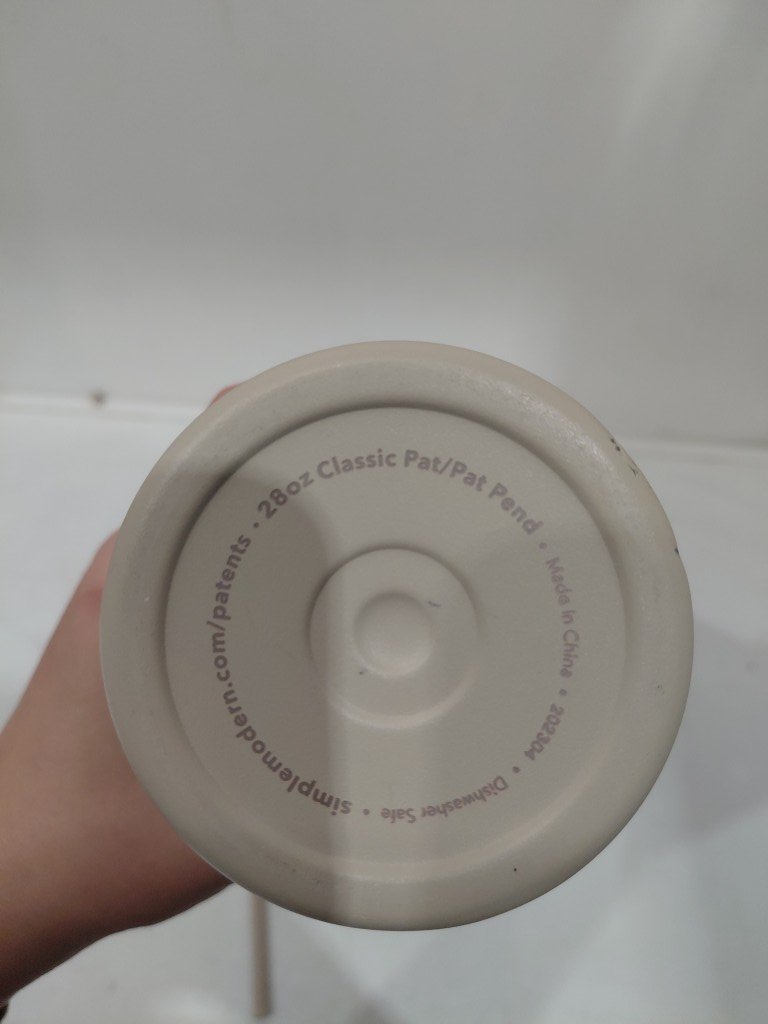 simplemodern.com/patents • 28oz Classic Pat/Pat Pend • Made in China • 202304 • Dishwasher Safe •